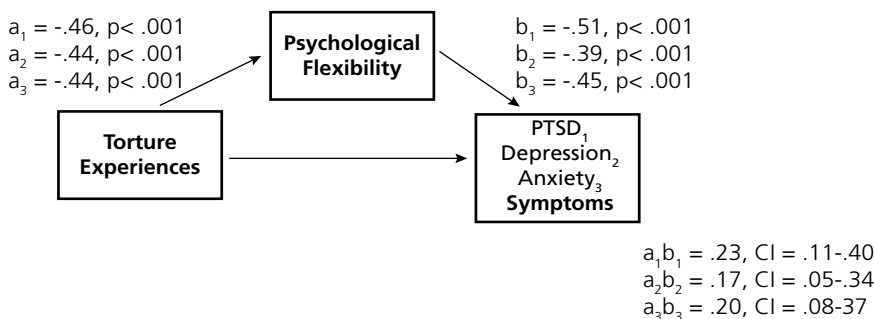 a₁ = -.46, p< .001
a₂ = -.44, p< .001
a₃ = -.44, p< .001
Psychological
Flexibility
b₁ = -.51, p< .001
b₂ = -.39, p< .001
b₃ = -.45, p< .001
Torture
Experiences
PTSD₁
Depression₂
Anxiety₃
Symptoms
a₁b₁ = .23, CI = .11-.40
a₂b₂ = .17, CI = .05-.34
a₃b₃ = .20, CI = .08-37